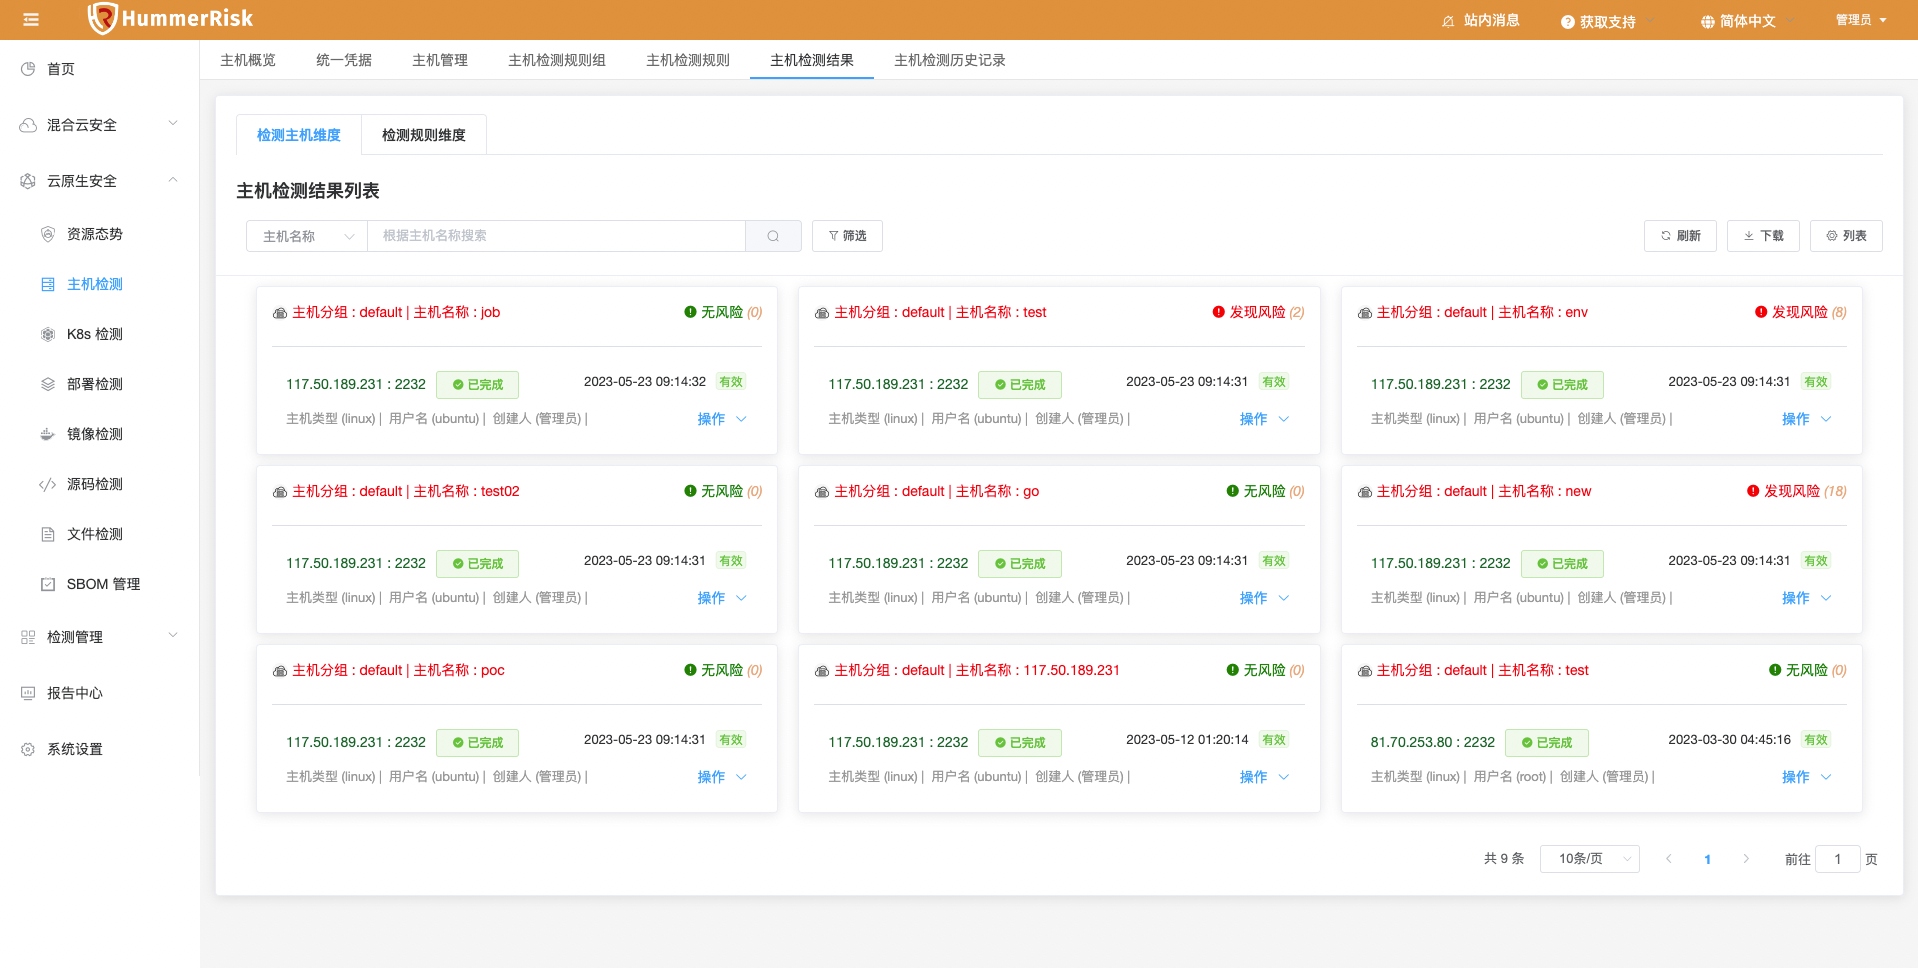 HummerRisk
站内消息
获取支持
简体中文
管理员
首页
混合云安全
云原生安全
资源态势
主机检测
K8s 检测
部署检测
镜像检测
源码检测
文件检测
SBOM 管理
检测管理
报告中心
系统设置
主机概览 统一凭据 主机管理 主机检测规则组 主机检测规则 主机检测结果 主机检测历史记录
检测主机维度 检测规则维度
主机检测结果列表
主机名称 根据主机名称搜索 筛选 刷新 下载 列表
主机分组 : default | 主机名称 : job 无风险 (0)
117.50.189.231 : 2232 已完成 2023-05-23 09:14:32 有效
主机类型 (linux) | 用户名 (ubuntu) | 创建人 (管理员) | 操作
主机分组 : default | 主机名称 : test 发现风险 (2)
117.50.189.231 : 2232 已完成 2023-05-23 09:14:31 有效
主机类型 (linux) | 用户名 (ubuntu) | 创建人 (管理员) | 操作
主机分组 : default | 主机名称 : env 发现风险 (8)
117.50.189.231 : 2232 已完成 2023-05-23 09:14:31 有效
主机类型 (linux) | 用户名 (ubuntu) | 创建人 (管理员) | 操作
主机分组 : default | 主机名称 : test02 无风险 (0)
117.50.189.231 : 2232 已完成 2023-05-23 09:14:31 有效
主机类型 (linux) | 用户名 (ubuntu) | 创建人 (管理员) | 操作
主机分组 : default | 主机名称 : go 无风险 (0)
117.50.189.231 : 2232 已完成 2023-05-23 09:14:31 有效
主机类型 (linux) | 用户名 (ubuntu) | 创建人 (管理员) | 操作
主机分组 : default | 主机名称 : new 发现风险 (18)
117.50.189.231 : 2232 已完成 2023-05-23 09:14:31 有效
主机类型 (linux) | 用户名 (ubuntu) | 创建人 (管理员) | 操作
主机分组 : default | 主机名称 : poc 无风险 (0)
117.50.189.231 : 2232 已完成 2023-05-23 09:14:31 有效
主机类型 (linux) | 用户名 (ubuntu) | 创建人 (管理员) | 操作
主机分组 : default | 主机名称 : 117.50.189.231 无风险 (0)
117.50.189.231 : 2232 已完成 2023-05-12 01:20:14 有效
主机类型 (linux) | 用户名 (ubuntu) | 创建人 (管理员) | 操作
主机分组 : default | 主机名称 : test 无风险 (0)
81.70.253.80 : 2232 已完成 2023-03-30 04:45:16 有效
主机类型 (linux) | 用户名 (root) | 创建人 (管理员) | 操作
共 9 条 10条/页 1 前往 1 页